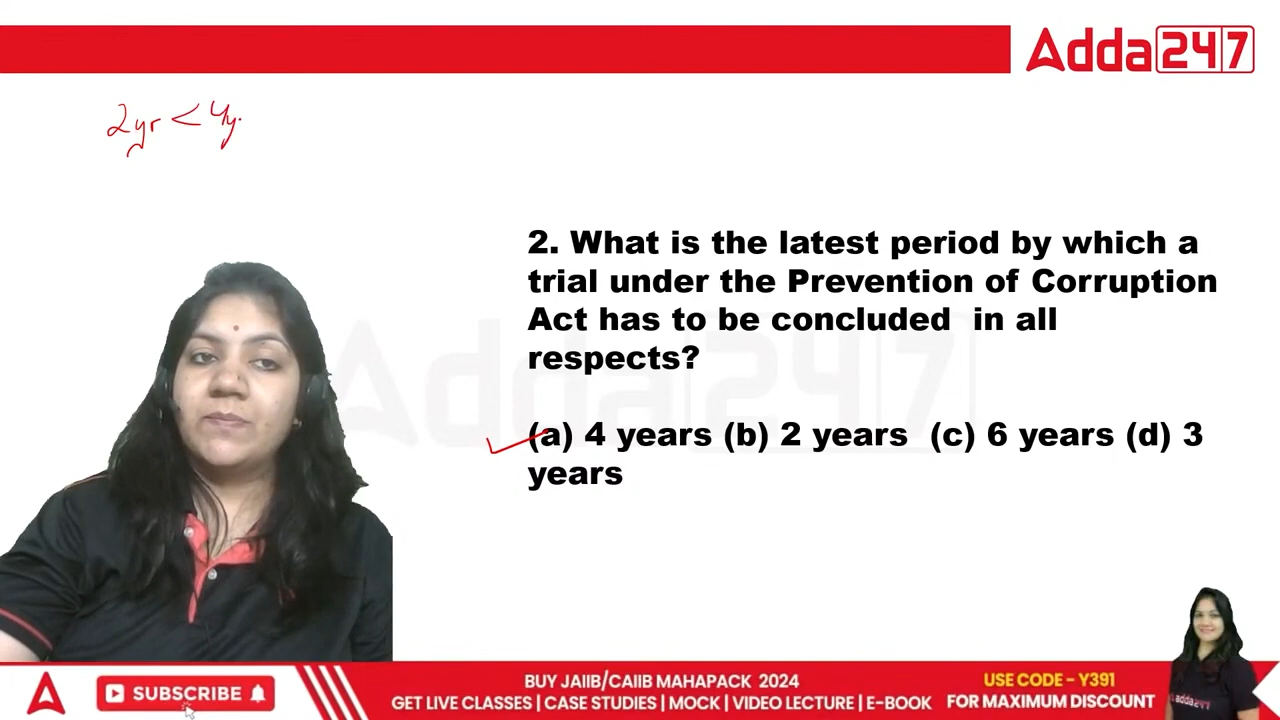 Adda247
2yr < 4y.
2. What is the latest period by which a
trial under the Prevention of Corruption
Act has to be concluded in all
respects?
(a) 4 years (b) 2 years (c) 6 years (d) 3
years
Adda247
SUBSCRIBE
BUY JAIIB/CAIIB MAHAPACK 2024
GET LIVE CLASSES | CASE STUDIES | MOCK | VIDEO LECTURE | E-BOOK
USE CODE - Y391
FOR MAXIMUM DISCOUNT
adda247